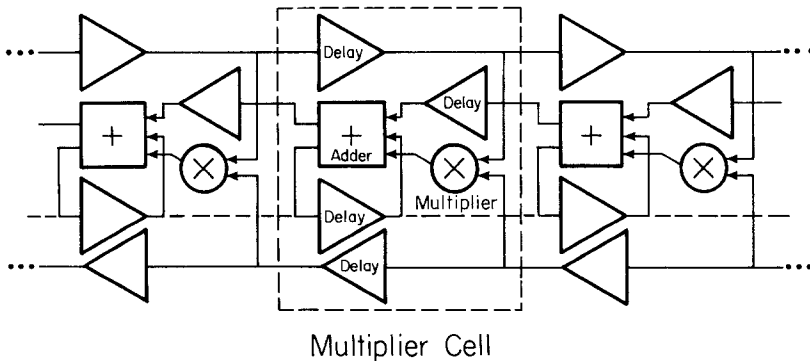 Delay
Delay
+
+
Adder
+
×
×
Multiplier
×
Delay
Delay
Multiplier Cell